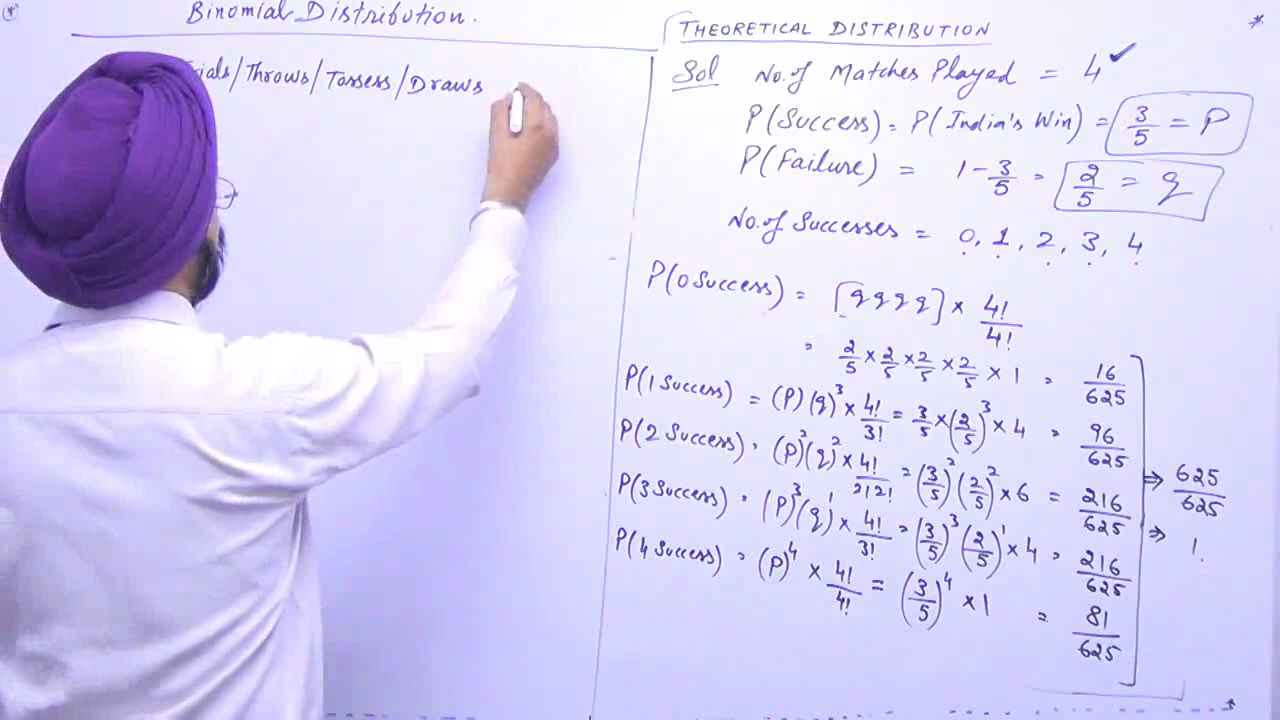 Binomial Distribution.
ials/Throws/Tossess/Draws
THEORETICAL DISTRIBUTION
Sol No. of Matches Played = 4 ✓
P(Success) = P(India's Win) = 3/5 = P
P(Failure) = 1 - 3/5 = 2/5 = q
No. of Successes = 0, 1, 2, 3, 4
P(0 Success) = [q q q q] × 4!/4!
= 2/5 × 2/5 × 2/5 × 2/5 × 1 = 16/625
P(1 Success) = (P) (q)³ × 4!/3! = 3/5 × (2/5)³ × 4 = 96/625
P(2 Success) = (P)²(q)² × 4!/2!2! = (3/5)² (2/5)² × 6 = 216/625 ⇒ 625/625
P(3 Success) = (P)³(q)¹ × 4!/3! = (3/5)³ (2/5)¹ × 4 = 216/625 ⇒ 1.
P(4 Success) = (P)⁴ × 4!/4! = (3/5)⁴ × 1 = 81/625